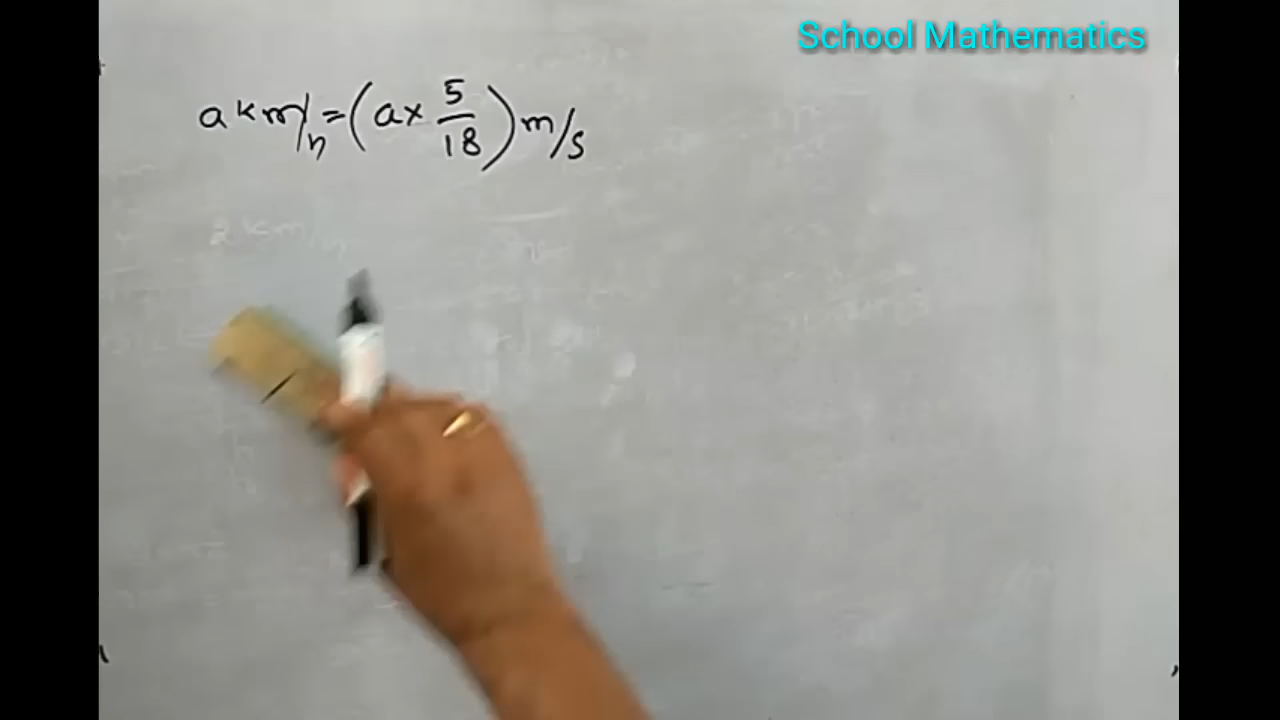 School Mathematics
a km/h = (a × 5/18) m/s